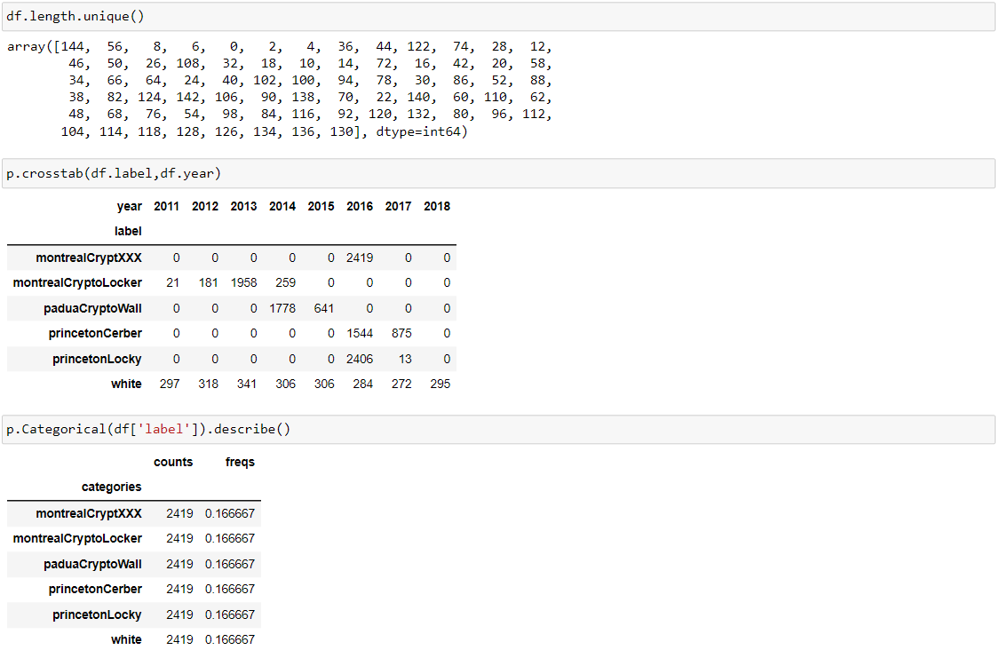 df.length.unique()
array([144, 56, 8, 6, 0, 2, 4, 36, 44, 122, 74, 28, 12,
46, 50, 26, 108, 32, 18, 10, 14, 72, 16, 42, 20, 58,
34, 66, 64, 24, 40, 102, 100, 94, 78, 30, 86, 52, 88,
38, 82, 124, 142, 106, 90, 138, 70, 22, 140, 60, 110, 62,
48, 68, 76, 54, 98, 84, 116, 92, 120, 132, 80, 96, 112,
104, 114, 118, 128, 126, 134, 136, 130], dtype=int64)
p.crosstab(df.label,df.year)
year 2011 2012 2013 2014 2015 2016 2017 2018
label
montrealCryptXXX 0 0 0 0 0 2419 0 0
montrealCryptoLocker 21 181 1958 259 0 0 0 0
paduaCryptoWall 0 0 0 1778 641 0 0 0
princetonCerber 0 0 0 0 0 1544 875 0
princetonLocky 0 0 0 0 0 2406 13 0
white 297 318 341 306 306 284 272 295
p.Categorical(df['label']).describe()
counts freqs
categories
montrealCryptXXX 2419 0.166667
montrealCryptoLocker 2419 0.166667
paduaCryptoWall 2419 0.166667
princetonCerber 2419 0.166667
princetonLocky 2419 0.166667
white 2419 0.166667